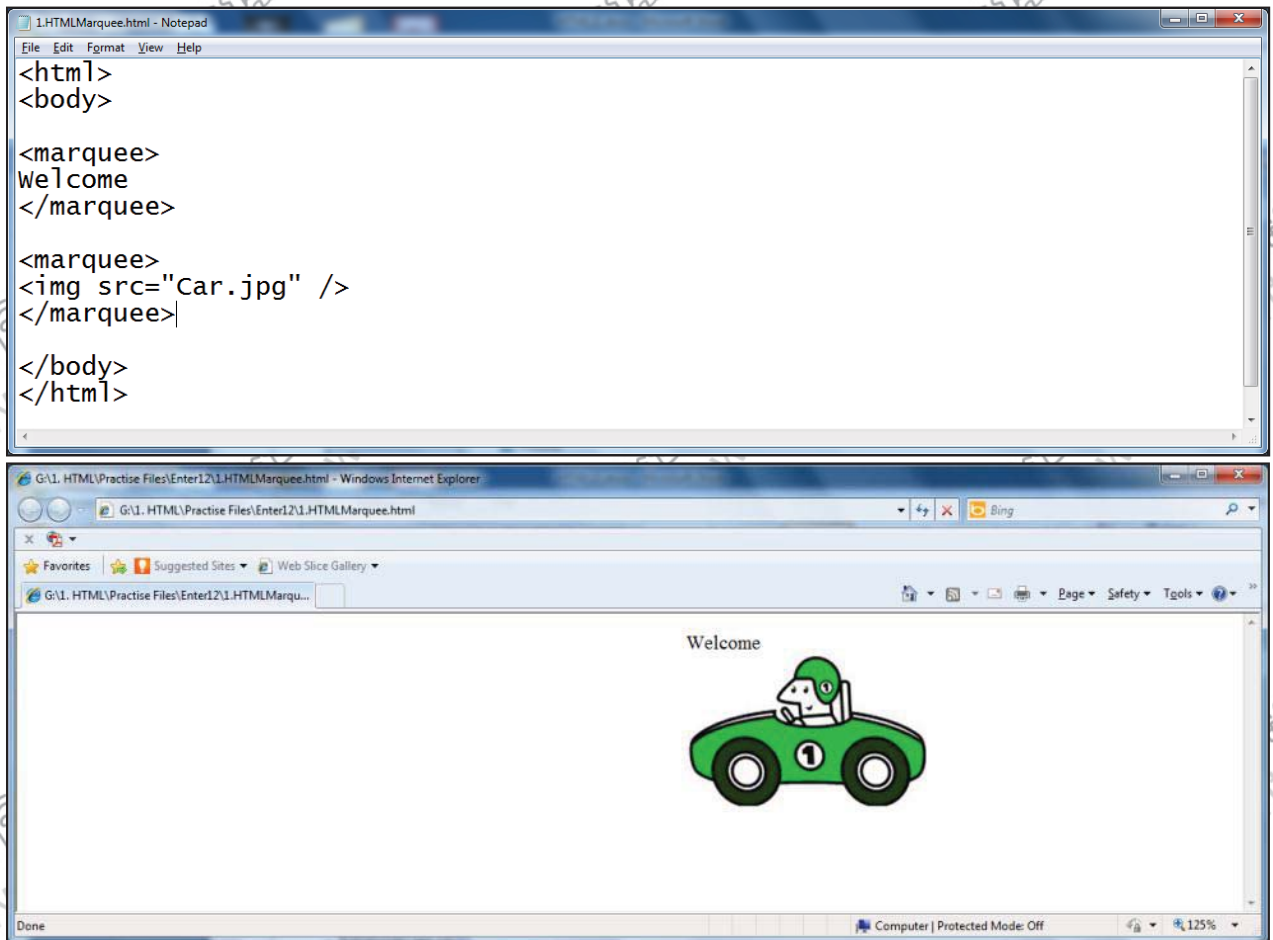 1.HTMLMarquee.html - Notepad
File Edit Format View Help
<html>
<body>
<marquee>
Welcome
</marquee>
<marquee>
<img src="Car.jpg" />
</marquee>
</body>
</html>
G:\1. HTML\Practise Files\Enter12\1.HTMLMarquee.html - Windows Internet Explorer
G:\1. HTML\Practise Files\Enter12\1.HTMLMarquee.html Bing
Favorites Suggested Sites Web Slice Gallery
G:\1. HTML\Practise Files\Enter12\1.HTMLMarqu... Page Safety Tools
Welcome
1
1
Done Computer | Protected Mode: Off 125%